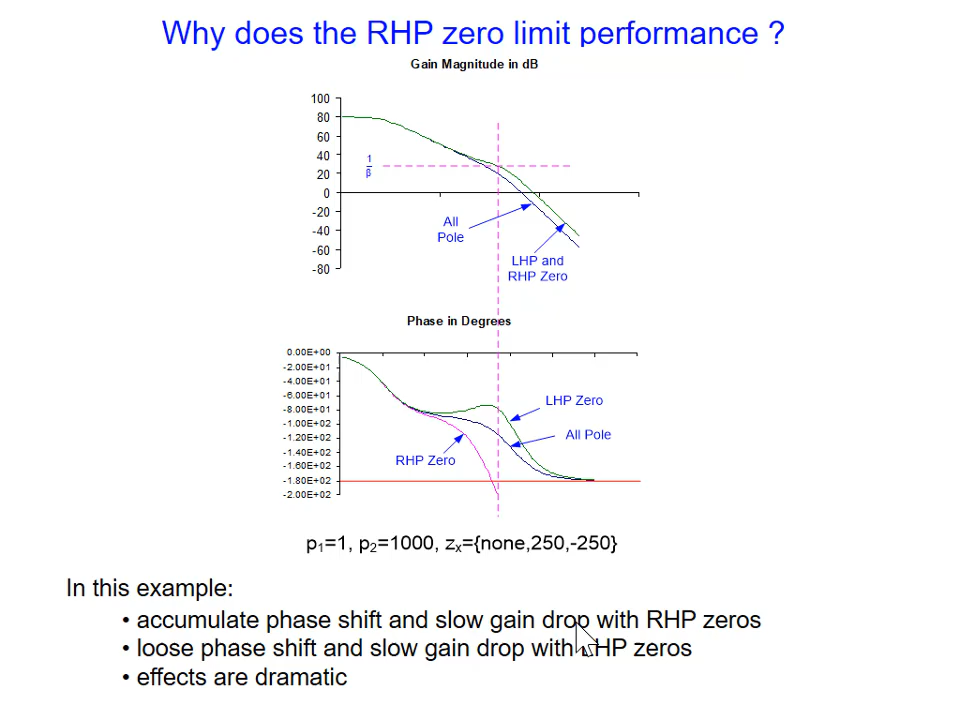 Why does the RHP zero limit performance ?
Gain Magnitude in dB
100
80
60
40
20
0
-20
-40
-60
-80
1
β
All
Pole
LHP and
RHP Zero
Phase in Degrees
0.00E+00
-2.00E+01
-4.00E+01
-6.00E+01
-8.00E+01
-1.00E+02
-1.20E+02
-1.40E+02
-1.60E+02
-1.80E+02
-2.00E+02
LHP Zero
All Pole
RHP Zero
p1=1, p2=1000, zx={none,250,-250}
In this example:
• accumulate phase shift and slow gain drop with RHP zeros
• loose phase shift and slow gain drop with LHP zeros
• effects are dramatic